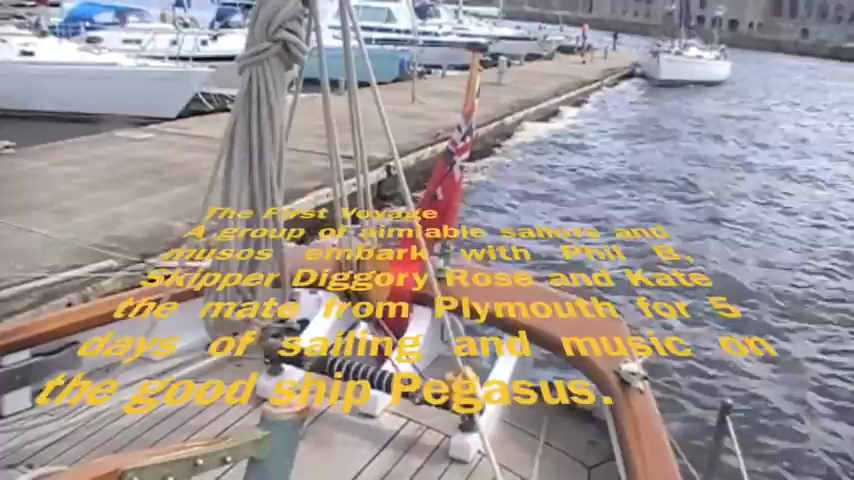 The First Voyage
A group of aimiable sailors and
musos embark with Phil B,
Skipper Diggory Rose and Kate
the mate from Plymouth for 5
days of sailing and music on
the good ship Pegasus.